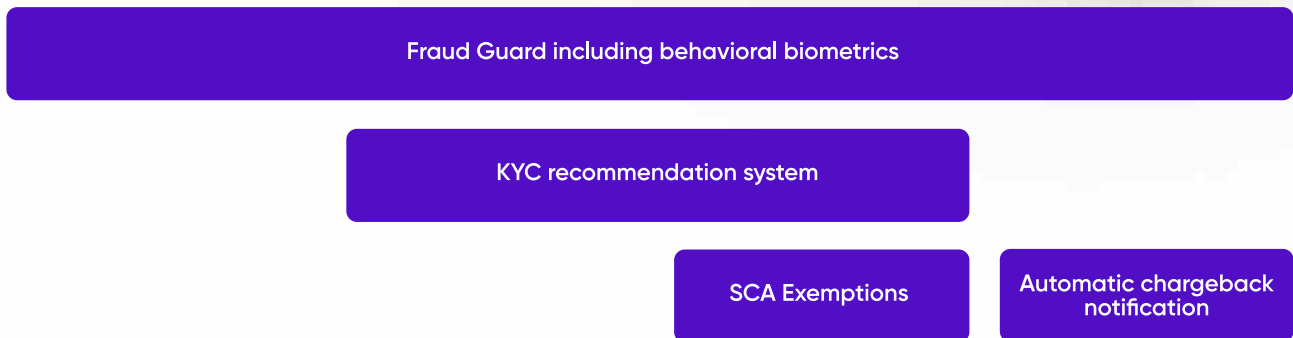 Fraud Guard including behavioral biometrics
KYC recommendation system
SCA Exemptions
Automatic chargeback
notification